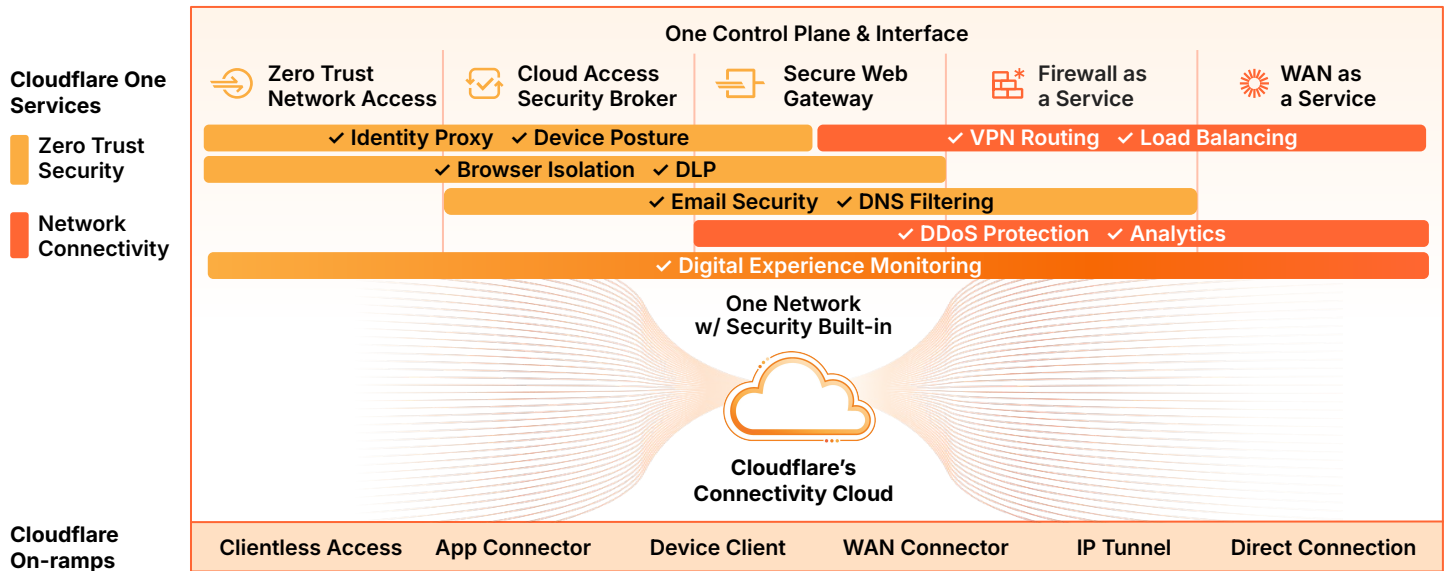 One Control Plane & Interface
Cloudflare One
Services
Zero Trust
Security
Network
Connectivity
Zero Trust
Network Access
Cloud Access
Security Broker
Secure Web
Gateway
Firewall as
a Service
WAN as
a Service
✓ Identity Proxy ✓ Device Posture
✓ VPN Routing ✓ Load Balancing
✓ Browser Isolation ✓ DLP
✓ Email Security ✓ DNS Filtering
✓ DDoS Protection ✓ Analytics
✓ Digital Experience Monitoring
One Network
w/ Security Built-in
Cloudflare’s
Connectivity Cloud
Cloudflare
On-ramps
Clientless Access
App Connector
Device Client
WAN Connector
IP Tunnel
Direct Connection